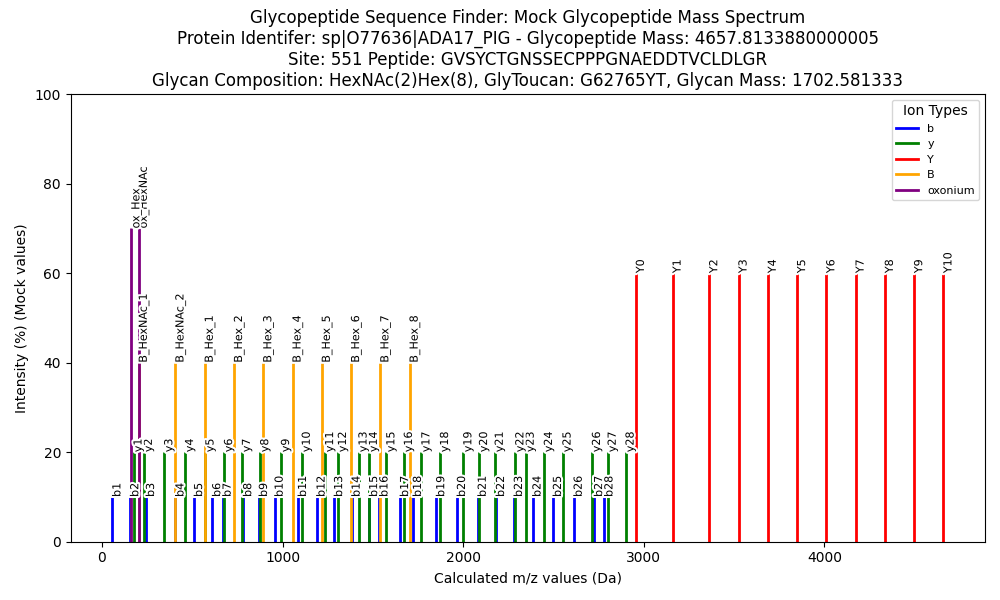 Glycopeptide Sequence Finder: Mock Glycopeptide Mass Spectrum
Protein Identifer: sp|O77636|ADA17_PIG - Glycopeptide Mass: 4657.8133880000005
Site: 551 Peptide: GVSYCTGNSSECPPPGNAEDDTVCLDLGR
Glycan Composition: HexNAc(2)Hex(8), GlyToucan: G62765YT, Glycan Mass: 1702.581333
Intensity (%) (Mock values)
100
80
60
40
20
0
Ion Types
b
y
Y
B
oxonium
ox_Hex
ox_HexNAc
Y0
Y1
Y2
Y3
Y4
Y5
Y6
Y7
Y8
Y9
Y10
B_HexNAc_1
B_HexNAc_2
B_Hex_1
B_Hex_2
B_Hex_3
B_Hex_4
B_Hex_5
B_Hex_6
B_Hex_7
B_Hex_8
y1
y2
y3
y4
y5
y6
y7
y8
y9
y10
y11
y12
y13
y14
y15
y16
y17
y18
y19
y20
y21
y22
y23
y24
y25
y26
y27
y28
b1
b2
b3
b4
b5
b6
b7
b8
b9
b10
b11
b12
b13
b14
b15
b16
b17
b18
b19
b20
b21
b22
b23
b24
b25
b26
b27
b28
0
1000
2000
3000
4000
Calculated m/z values (Da)